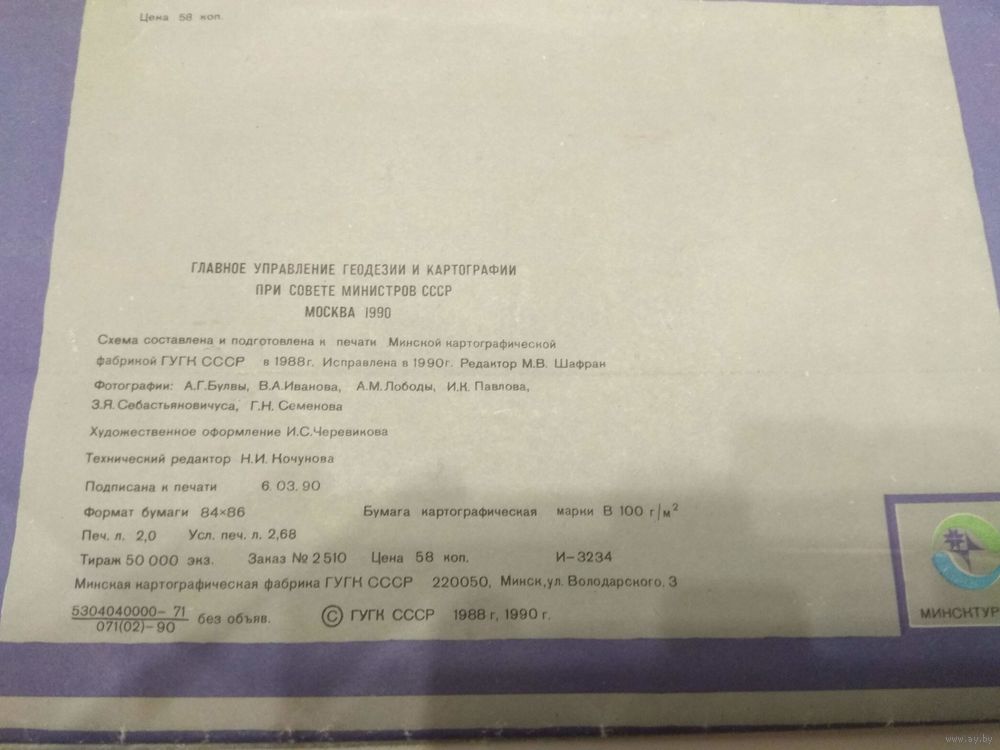 Цена 58 коп.
ГЛАВНОЕ УПРАВЛЕНИЕ ГЕОДЕЗИИ И КАРТОГРАФИИ
ПРИ СОВЕТЕ МИНИСТРОВ СССР
МОСКВА 1990
Схема составлена и подготовлена к печати Минской картографической
фабрикой ГУГК СССР в 1988 г. Исправлена в 1990 г. Редактор М.В. Шафран
Фотографии: А.Г.Булвы, В.А.Иванова, А.М.Лободы, И.К.Павлова,
З.Я.Себастьяновичуса, Г.Н.Семенова
Художественное оформление И.С.Черевикова
Технический редактор Н.И.Кочунова
Подписана к печати 6.03.90
Формат бумаги 84×86 Бумага картографическая марки В 100 г/м²
Печ. л. 2,0 Усл. печ. л. 2,68
Тираж 50 000 экз. Заказ № 2510 Цена 58 коп. И-3234
Минская картографическая фабрика ГУГК СССР 220050, Минск, ул. Володарского, 3
5304040000-71
071(02)-90 без объяв. © ГУГК СССР 1988 г, 1990 г.
МИНСКТУР
www.ay.by